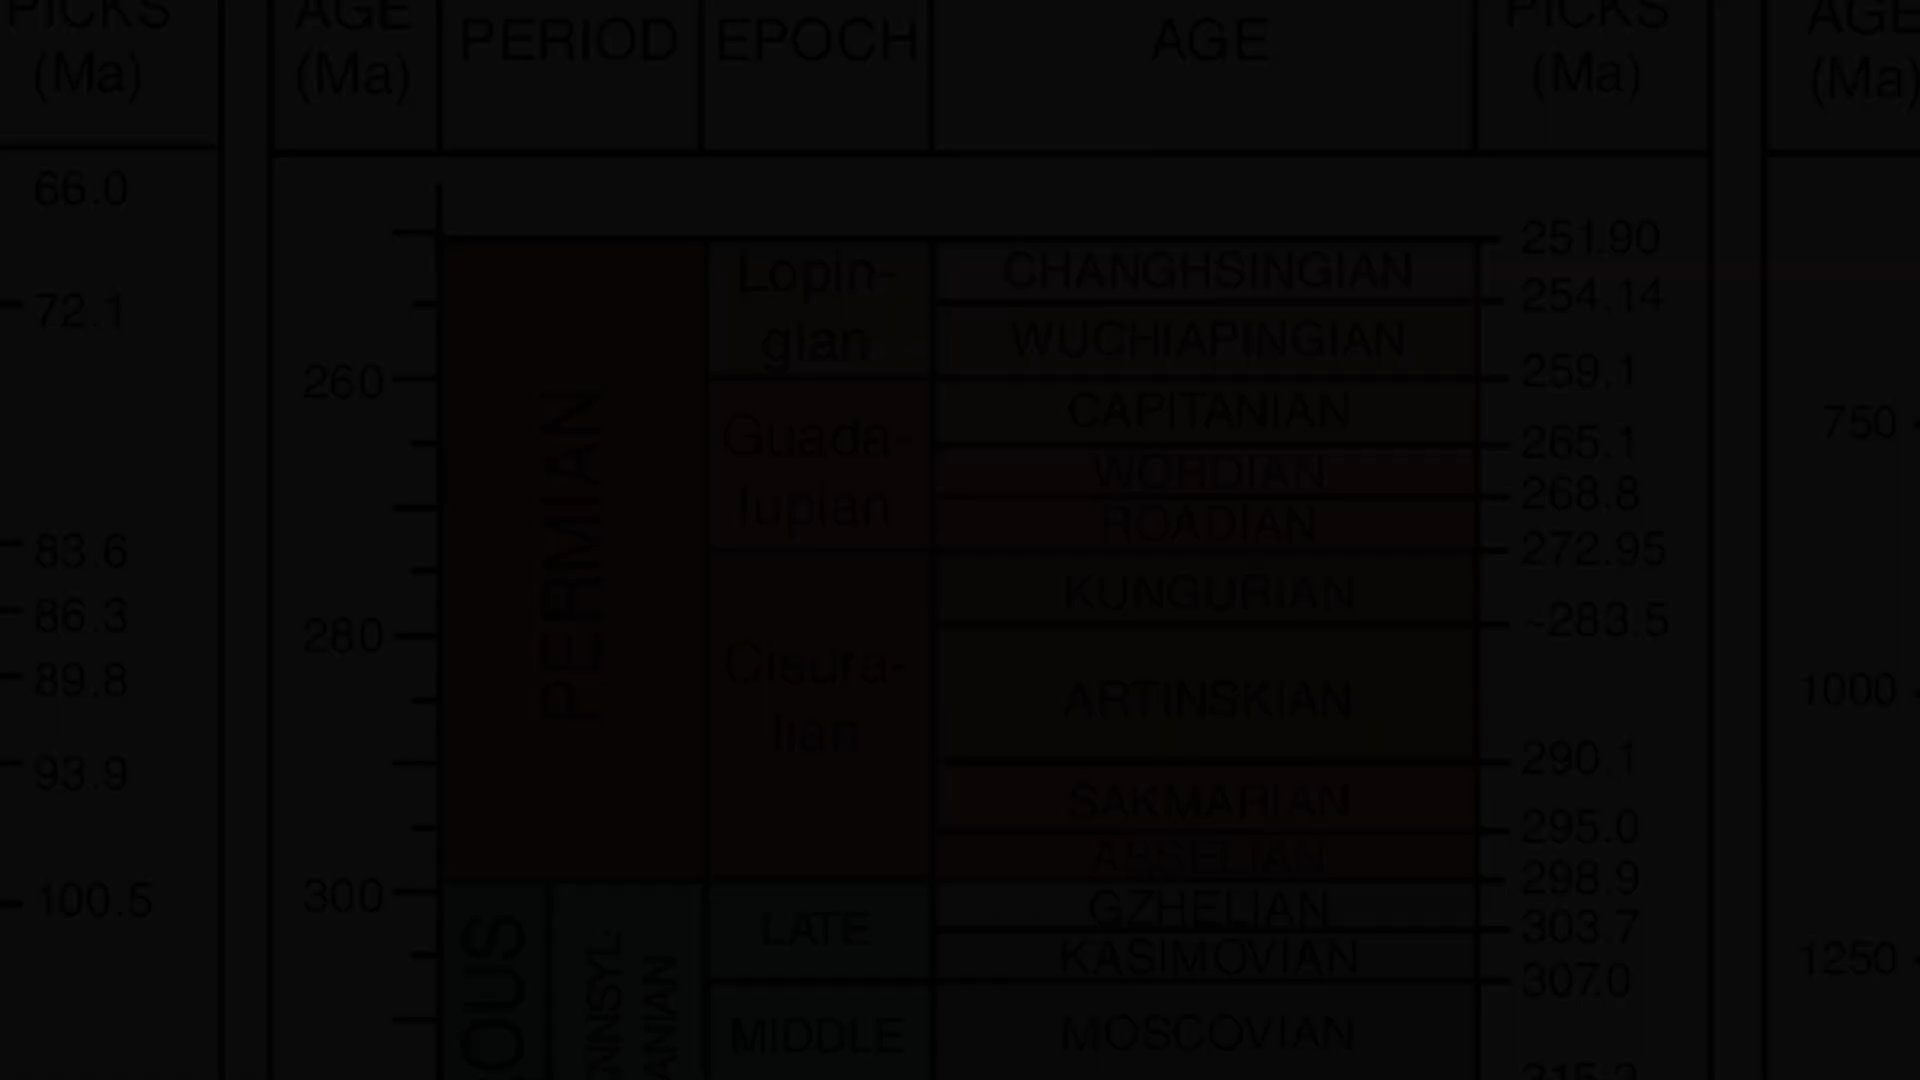 PICKS
(Ma)
66.0
72.1
83.6
86.3
89.8
93.9
100.5
AGE
(Ma)
260
280
300
PERIOD
PERMIAN
EPOCH
Lopin-
gian
Guada-
lupian
Cisura-
lian
LATE
MIDDLE
AGE
CHANGHSINGIAN
WUCHIAPINGIAN
CAPITANIAN
WORDIAN
ROADIAN
KUNGURIAN
ARTINSKIAN
SAKMARIAN
ASSELIAN
GZHELIAN
KASIMOVIAN
MOSCOVIAN
PICKS
(Ma)
251.90
254.14
259.1
265.1
268.8
272.95
~283.5
290.1
295.0
298.9
303.7
307.0
AGE
(Ma)
750
1000
1250